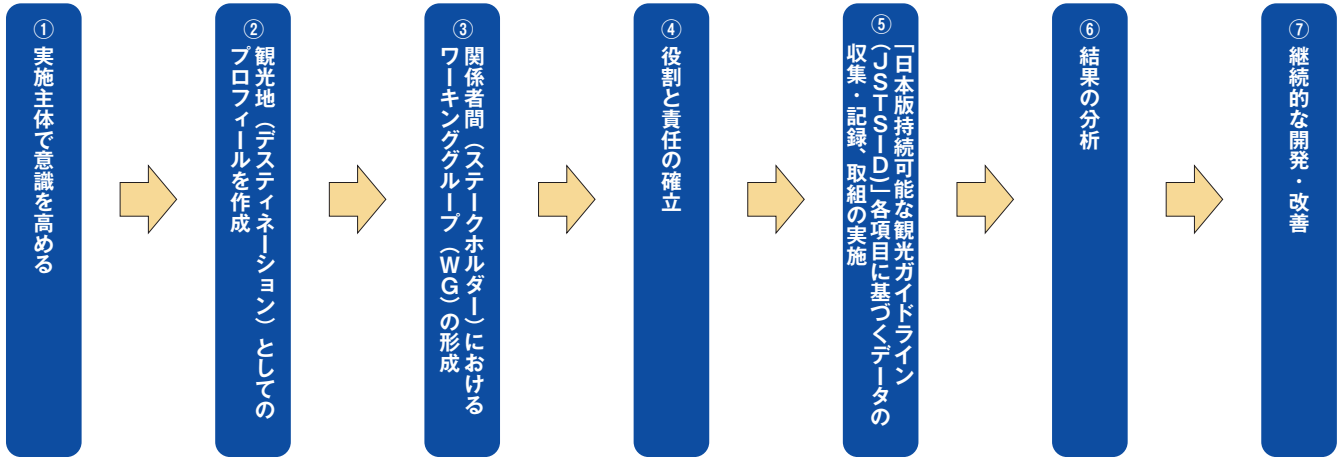 ①
実施主体で意識を高める
②
観光地（デスティネーション）としての
プロフィールを作成
③
関係者間（ステークホルダー）における
ワーキンググループ（WG）の形成
④
役割と責任の確立
⑤
「日本版持続可能な観光ガイドライン
（JSTSーD）」各項目に基づくデータの
収集・記録、取組の実施
⑥
結果の分析
⑦
継続的な開発・改善